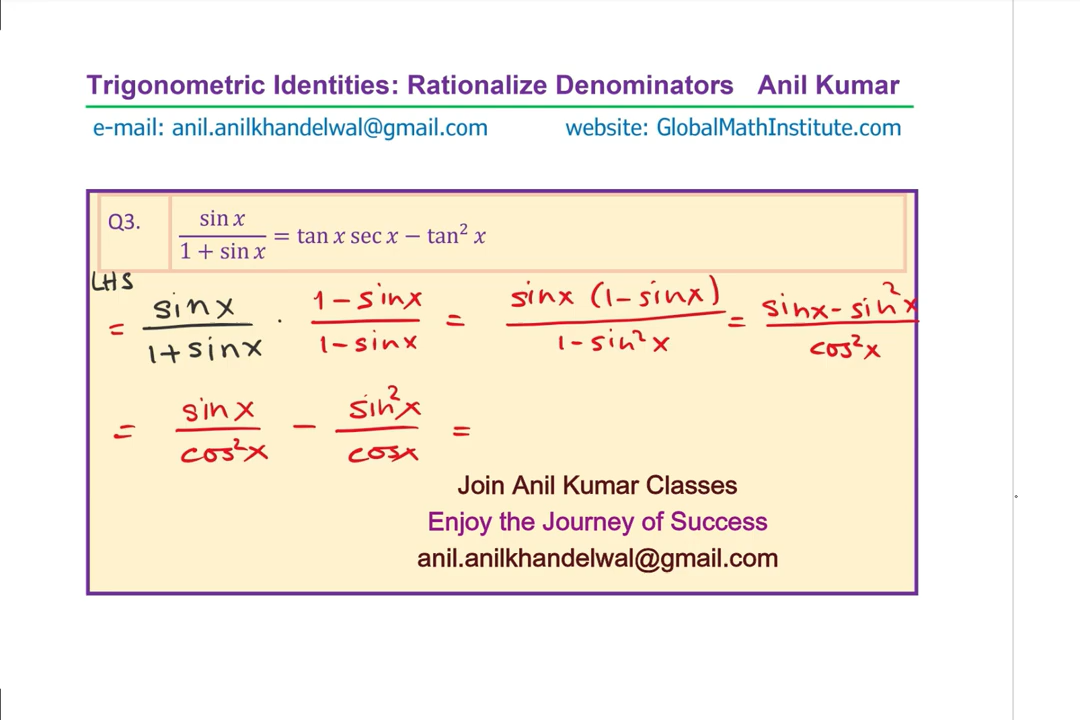 Trigonometric Identities: Rationalize Denominators Anil Kumar
e-mail: anil.anilkhandelwal@gmail.com website: GlobalMathInstitute.com
Q3. sin x / (1 + sin x) = tan x sec x − tan² x
LHS
= sinx / (1+sinx) · (1−sinx) / (1−sinx) = sinx (1−sinx) / (1−sin²x) = (sinx−sin²x) / cos²x
= sinx / cos²x − sin²x / cosx =
Join Anil Kumar Classes
Enjoy the Journey of Success
anil.anilkhandelwal@gmail.com